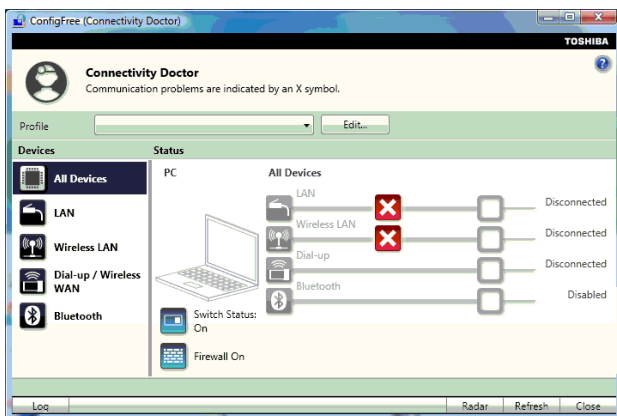 ConfigFree (Connectivity Doctor)
TOSHIBA
Connectivity Doctor
Communication problems are indicated by an X symbol.
Profile
Edit...
Devices
Status
All Devices
LAN
Wireless LAN
Dial-up / Wireless
WAN
Bluetooth
PC
Switch Status:
On
Firewall On
All Devices
LAN
Disconnected
Wireless LAN
Disconnected
Dial-up
Disconnected
Bluetooth
Disabled
Log
Radar
Refresh
Close